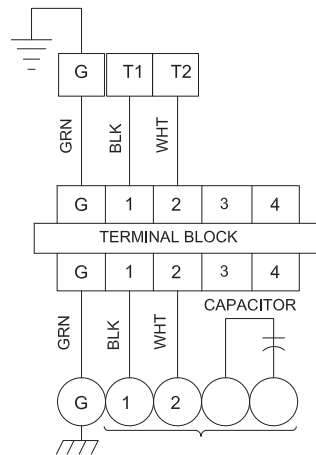 G T1 T2
GRN BLK WHT
G 1 2 3 4
TERMINAL BLOCK
G 1 2 3 4
CAPACITOR
GRN BLK WHT
G 1 2